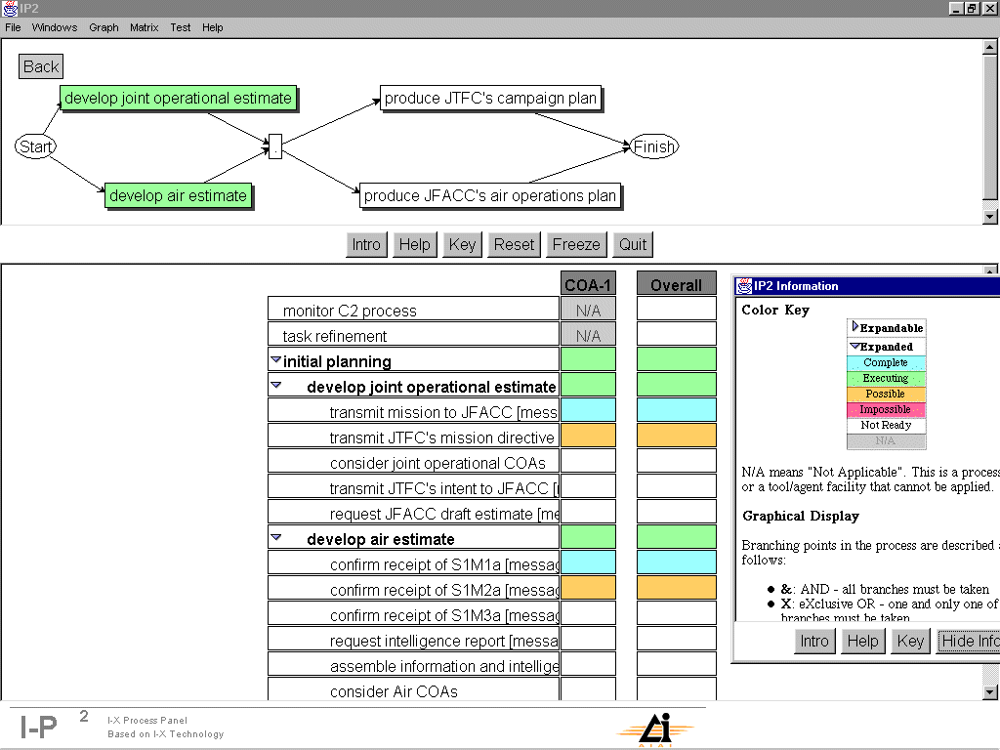 IP2
File Windows Graph Matrix Test Help
Back
develop joint operational estimate
produce JTFC's campaign plan
Start
.
Finish
develop air estimate
produce JFACC's air operations plan
Intro Help Key Reset Freeze Quit
COA-1 Overall
monitor C2 process N/A
task refinement N/A
initial planning
develop joint operational estimate
transmit mission to JFACC [mess
transmit JTFC's mission directive
consider joint operational COAs
transmit JTFC's intent to JFACC [
request JFACC draft estimate [me
develop air estimate
confirm receipt of S1M1a [messag
confirm receipt of S1M2a [messag
confirm receipt of S1M3a [messag
request intelligence report [messa
assemble information and intellige
consider Air COAs
IP2 Information
Color Key
Expandable
Expanded
Complete
Executing
Possible
Impossible
Not Ready
N/A
N/A means "Not Applicable". This is a process
or a tool/agent facility that cannot be applied.
Graphical Display
Branching points in the process are described a
follows:
&: AND - all branches must be taken
X: eXclusive OR - one and only one of
branches must be taken
Intro Help Key Hide Info
I-P 2
I-X Process Panel
Based on I-X Technology
AI
A I A I